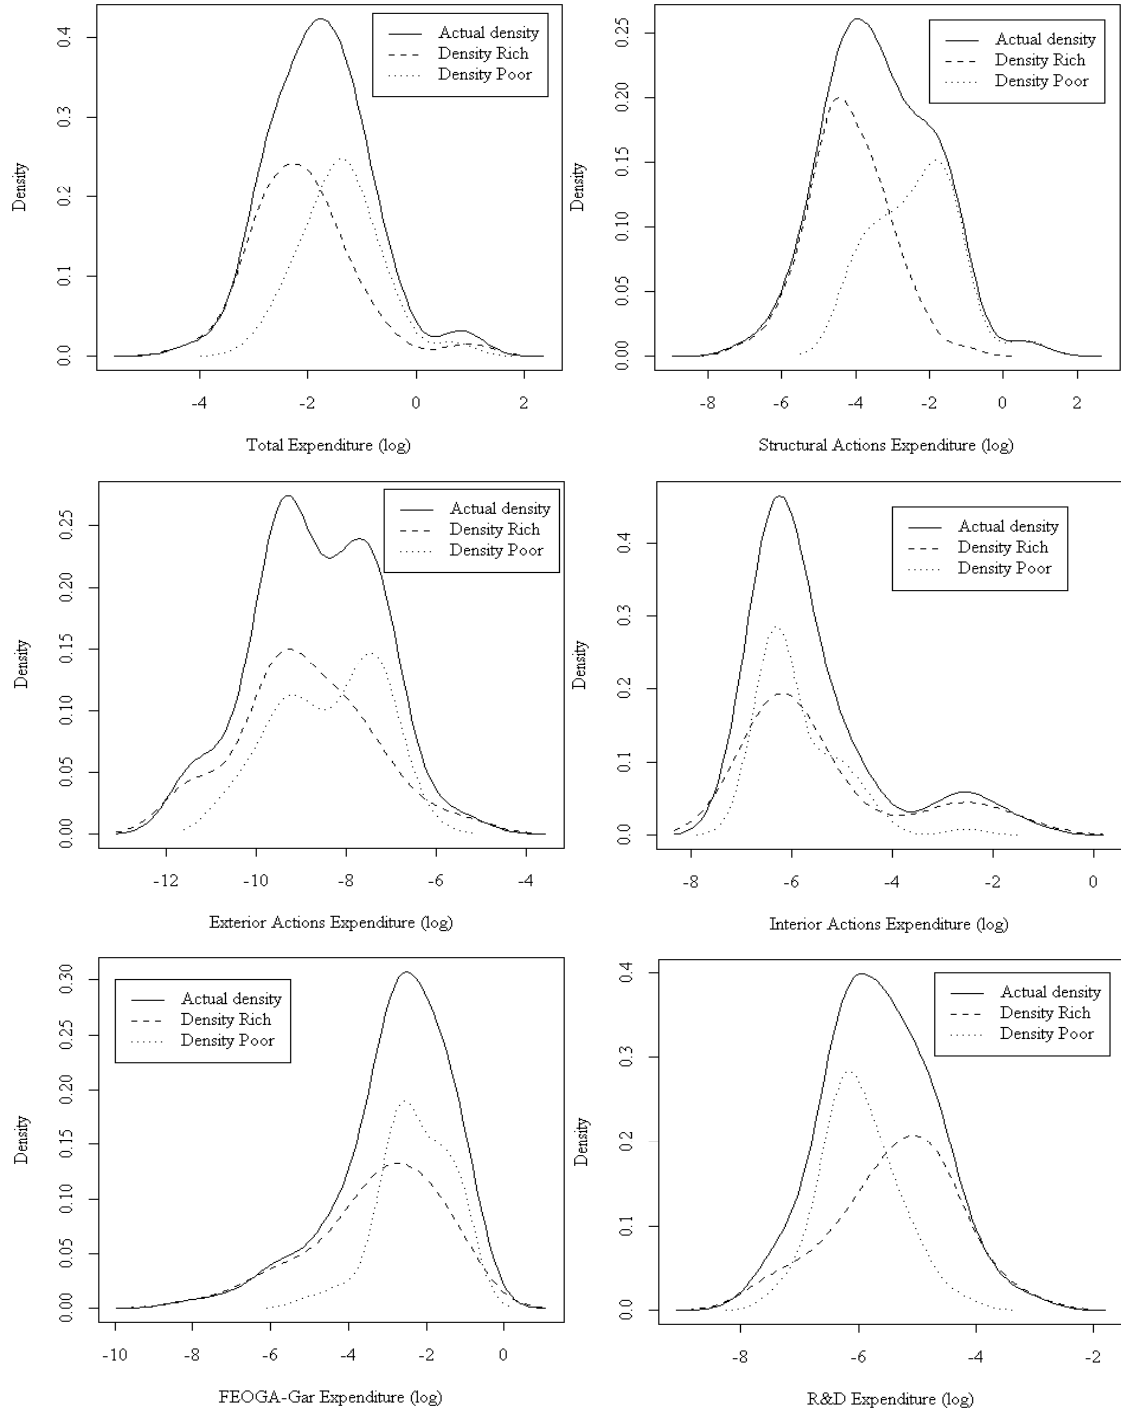 Actual density
Density Rich
Density Poor
Density
0.0 0.1 0.2 0.3 0.4
-4 -2 0 2
Total Expenditure (log)
Actual density
Density Rich
Density Poor
Density
0.00 0.05 0.10 0.15 0.20 0.25
-8 -6 -4 -2 0 2
Structural Actions Expenditure (log)
Actual density
Density Rich
Density Poor
Density
0.00 0.05 0.10 0.15 0.20 0.25
-12 -10 -8 -6 -4
Exterior Actions Expenditure (log)
Actual density
Density Rich
Density Poor
Density
0.0 0.1 0.2 0.3 0.4
-8 -6 -4 -2 0
Interior Actions Expenditure (log)
Actual density
Density Rich
Density Poor
Density
0.00 0.05 0.10 0.15 0.20 0.25 0.30
-10 -8 -6 -4 -2 0
FEOGA-Gar Expenditure (log)
Actual density
Density Rich
Density Poor
Density
0.0 0.1 0.2 0.3 0.4
-8 -6 -4 -2
R&D Expenditure (log)